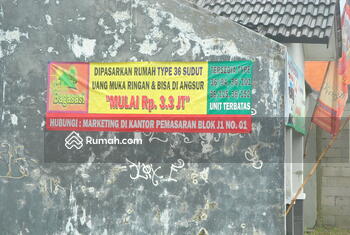 DIPASARKAN RUMAH TYPE 36 SUDUT
UANG MUKA RINGAN & BISA DI ANGSUR
"MULAI Rp. 3.3 JT"
UNIT TERBATAS
HUBUNGI : MARKETING DI KANTOR PEMASARAN BLOK J1 NO. 01
Rumah.com